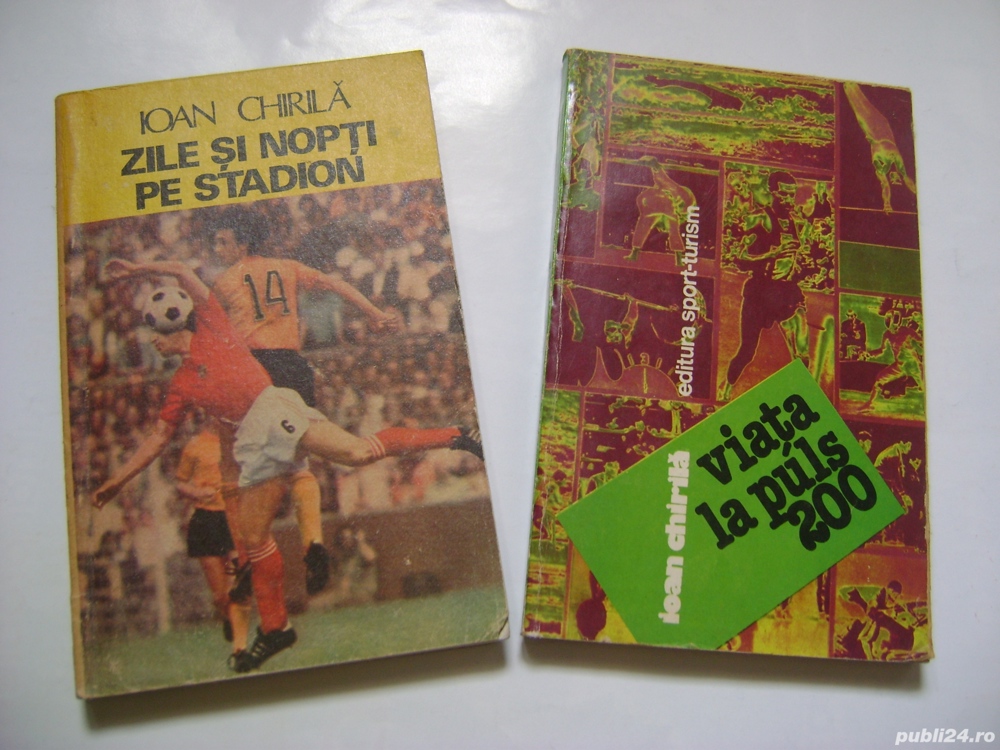 IOAN CHIRILĂ
ZILE ȘI NOPȚI
PE STADION
14
6
editura sport-turism
ioan chirilă
viața
la puls
200
publi24.ro